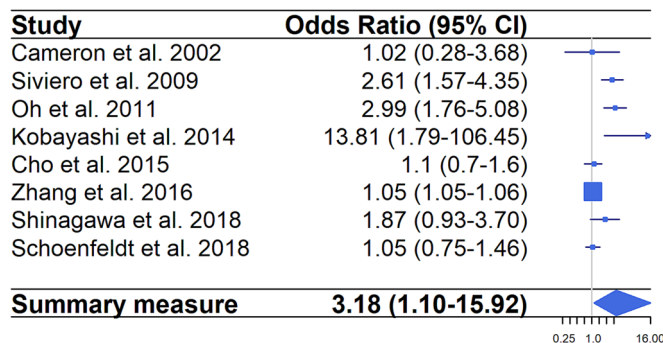 Study Odds Ratio (95% CI)
Cameron et al. 2002 1.02 (0.28-3.68)
Siviero et al. 2009 2.61 (1.57-4.35)
Oh et al. 2011 2.99 (1.76-5.08)
Kobayashi et al. 2014 13.81 (1.79-106.45)
Cho et al. 2015 1.1 (0.7-1.6)
Zhang et al. 2016 1.05 (1.05-1.06)
Shinagawa et al. 2018 1.87 (0.93-3.70)
Schoenfeldt et al. 2018 1.05 (0.75-1.46)
Summary measure 3.18 (1.10-15.92)
0.25 1.0 16.00